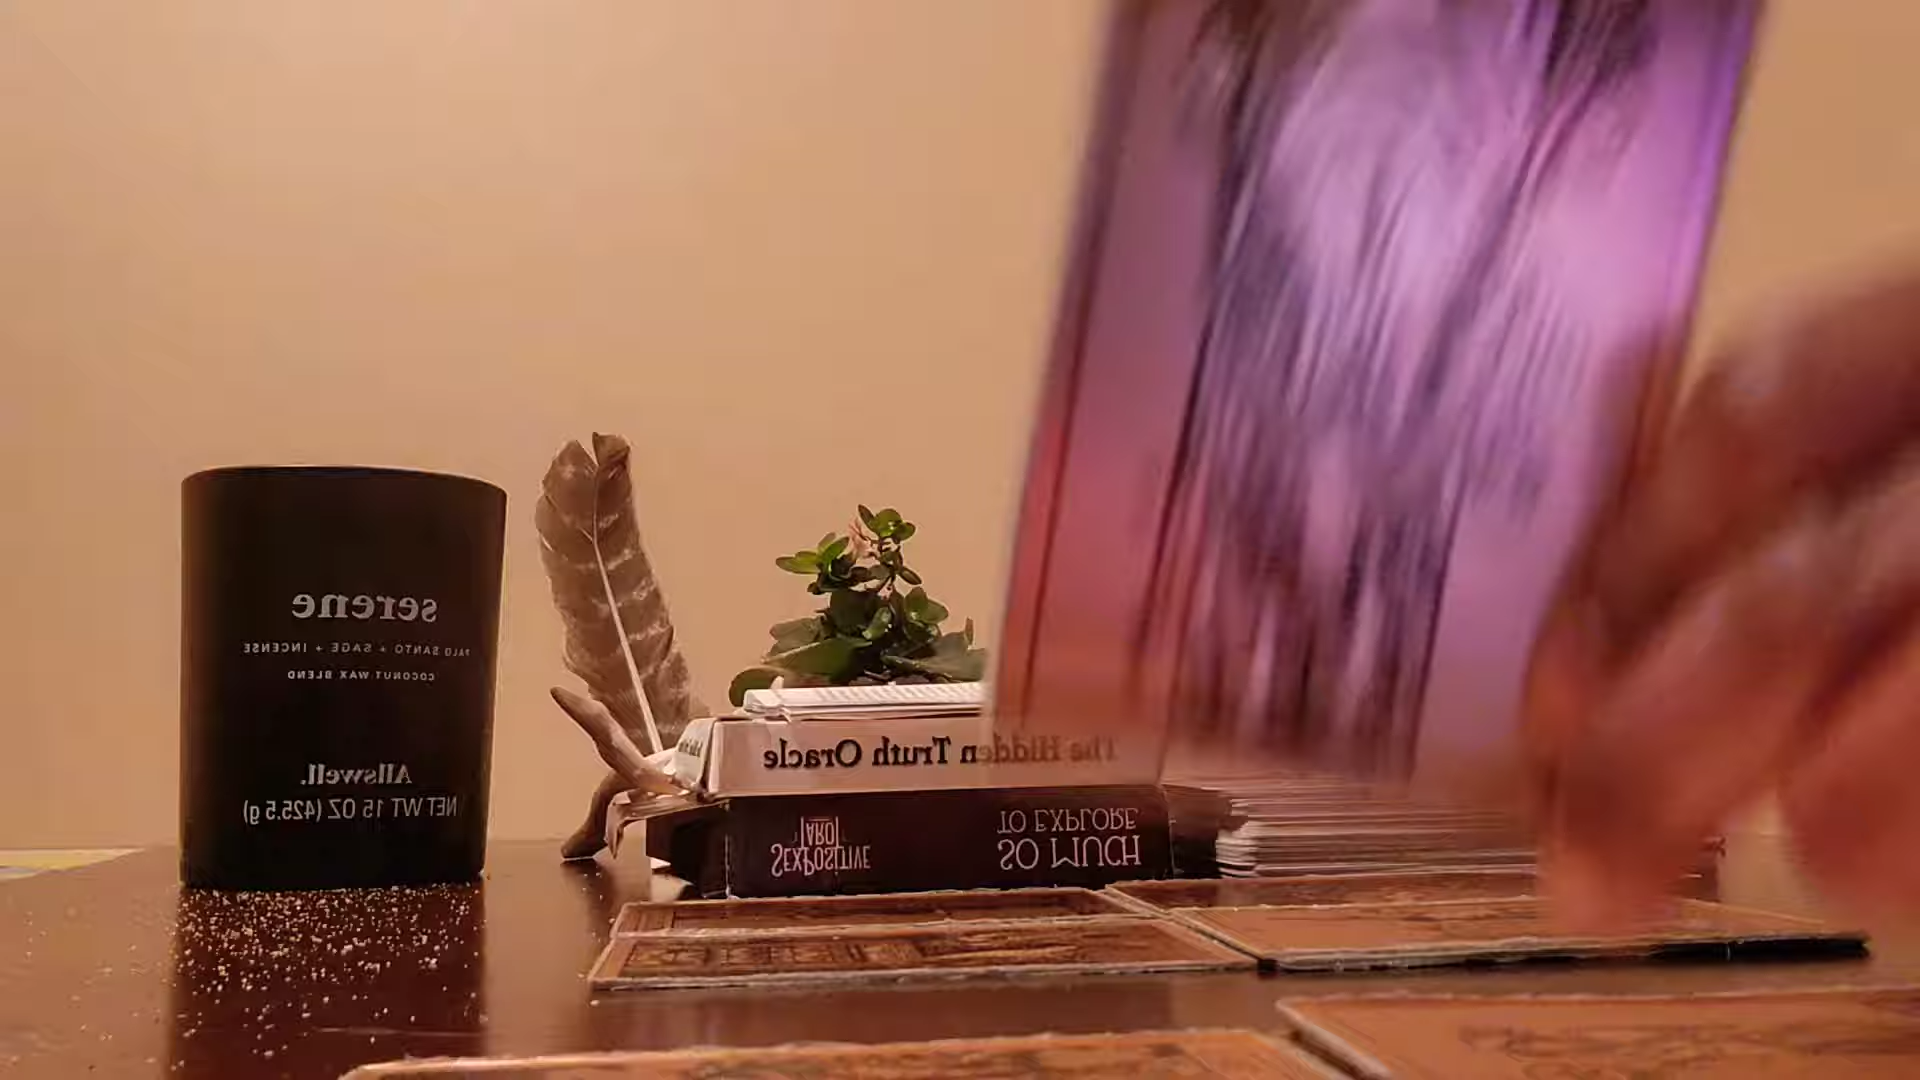 serene
PALO SANTO + SAGE + INCENSE
COCONUT WAX BLEND
Allswell.
NET WT 15 OZ (425.5 g)
The Hidden Truth Oracle
SEXPOSITIVE
TAROT
SO MUCH
TO EXPLORE